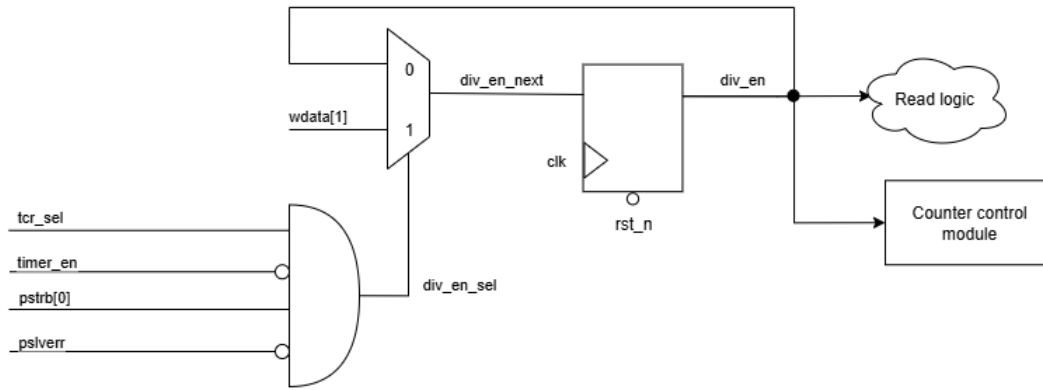 0
div_en_next
div_en
Read logic
wdata[1]
1
clk
tcr_sel
rst_n
Counter control
module
timer_en
div_en_sel
pstrb[0]
pslverr